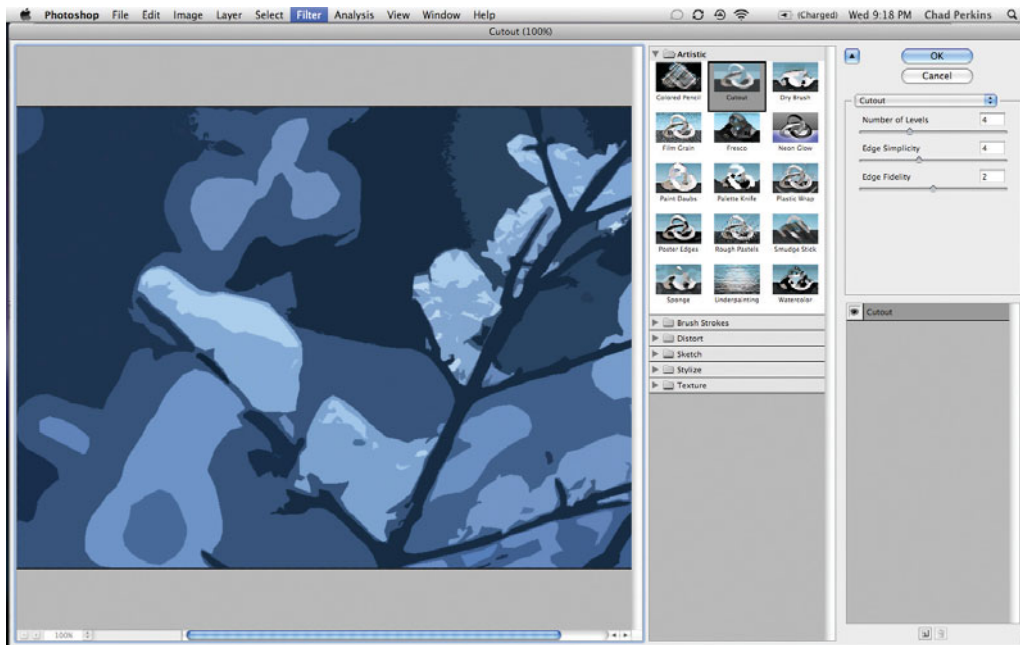 Photoshop File Edit Image Layer Select Filter Analysis View Window Help (Charged) Wed 9:18 PM Chad Perkins
Cutout (100%)
Artistic
Colored Pencil Cutout Dry Brush
Film Grain Fresco Neon Glow
Paint Daubs Palette Knife Plastic Wrap
Poster Edges Rough Pastels Smudge Stick
Sponge Underpainting Watercolor
Brush Strokes
Distort
Sketch
Stylize
Texture
OK
Cancel
Cutout
Number of Levels 4
Edge Simplicity 4
Edge Fidelity 2
Cutout
100%